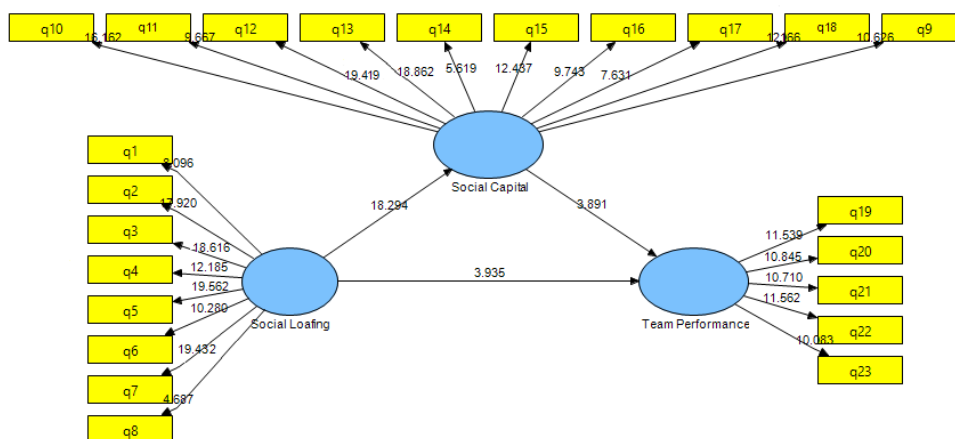 q10
q11
q12
q13
q14
q15
q16
q17
q18
q9
16.162
9.667
19.419
18.862
5.619
12.437
9.743
7.631
10.626
Social Capital
q1
q2
q3
q4
q5
q6
q7
q8
8.096
17.920
18.616
12.185
19.562
10.280
19.432
4.687
Social Loafing
18.294
3.891
3.935
Team Performance
q19
q20
q21
q22
q23
11.539
10.845
10.710
11.562
10.083